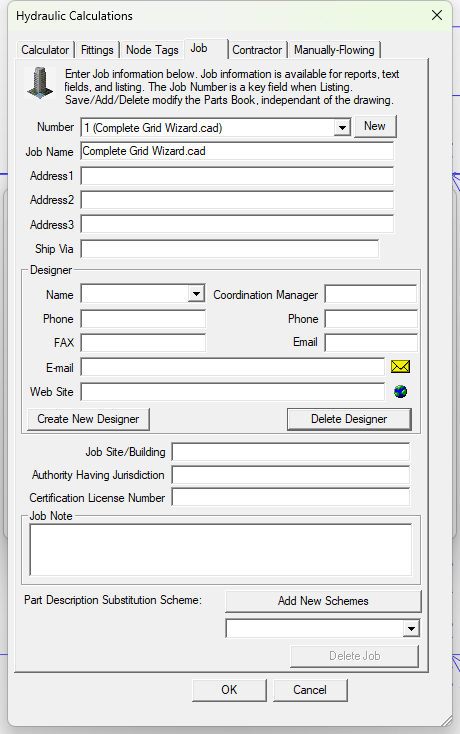 Hydraulic Calculations
Calculator Fittings Node Tags Job Contractor Manually-Flowing
Enter Job information below. Job information is available for reports, text
fields, and listing. The Job Number is a key field when Listing.
Save/Add/Delete modify the Parts Book, independant of the drawing.
Number 1 (Complete Grid Wizard.cad) New
Job Name Complete Grid Wizard.cad
Address1
Address2
Address3
Ship Via
Designer
Name Coordination Manager
Phone Phone
FAX Email
E-mail
Web Site
Create New Designer Delete Designer
Job Site/Building
Authority Having Jurisdiction
Certification License Number
Job Note
Part Description Substitution Scheme: Add New Schemes
Delete Job
OK Cancel